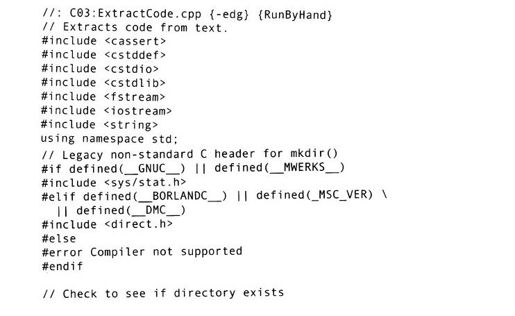 //: C03:ExtractCode.cpp {-edg} {RunByHand}
// Extracts code from text.
#include <cassert>
#include <cstddef>
#include <cstdio>
#include <cstdlib>
#include <fstream>
#include <iostream>
#include <string>
using namespace std;
// Legacy non-standard C header for mkdir()
#if defined(__GNUC__) || defined(__MWERKS__)
#include <sys/stat.h>
#elif defined(__BORLANDC__) || defined(_MSC_VER) \
  || defined(__DMC__)
#include <direct.h>
#else
#error Compiler not supported
#endif
// Check to see if directory exists